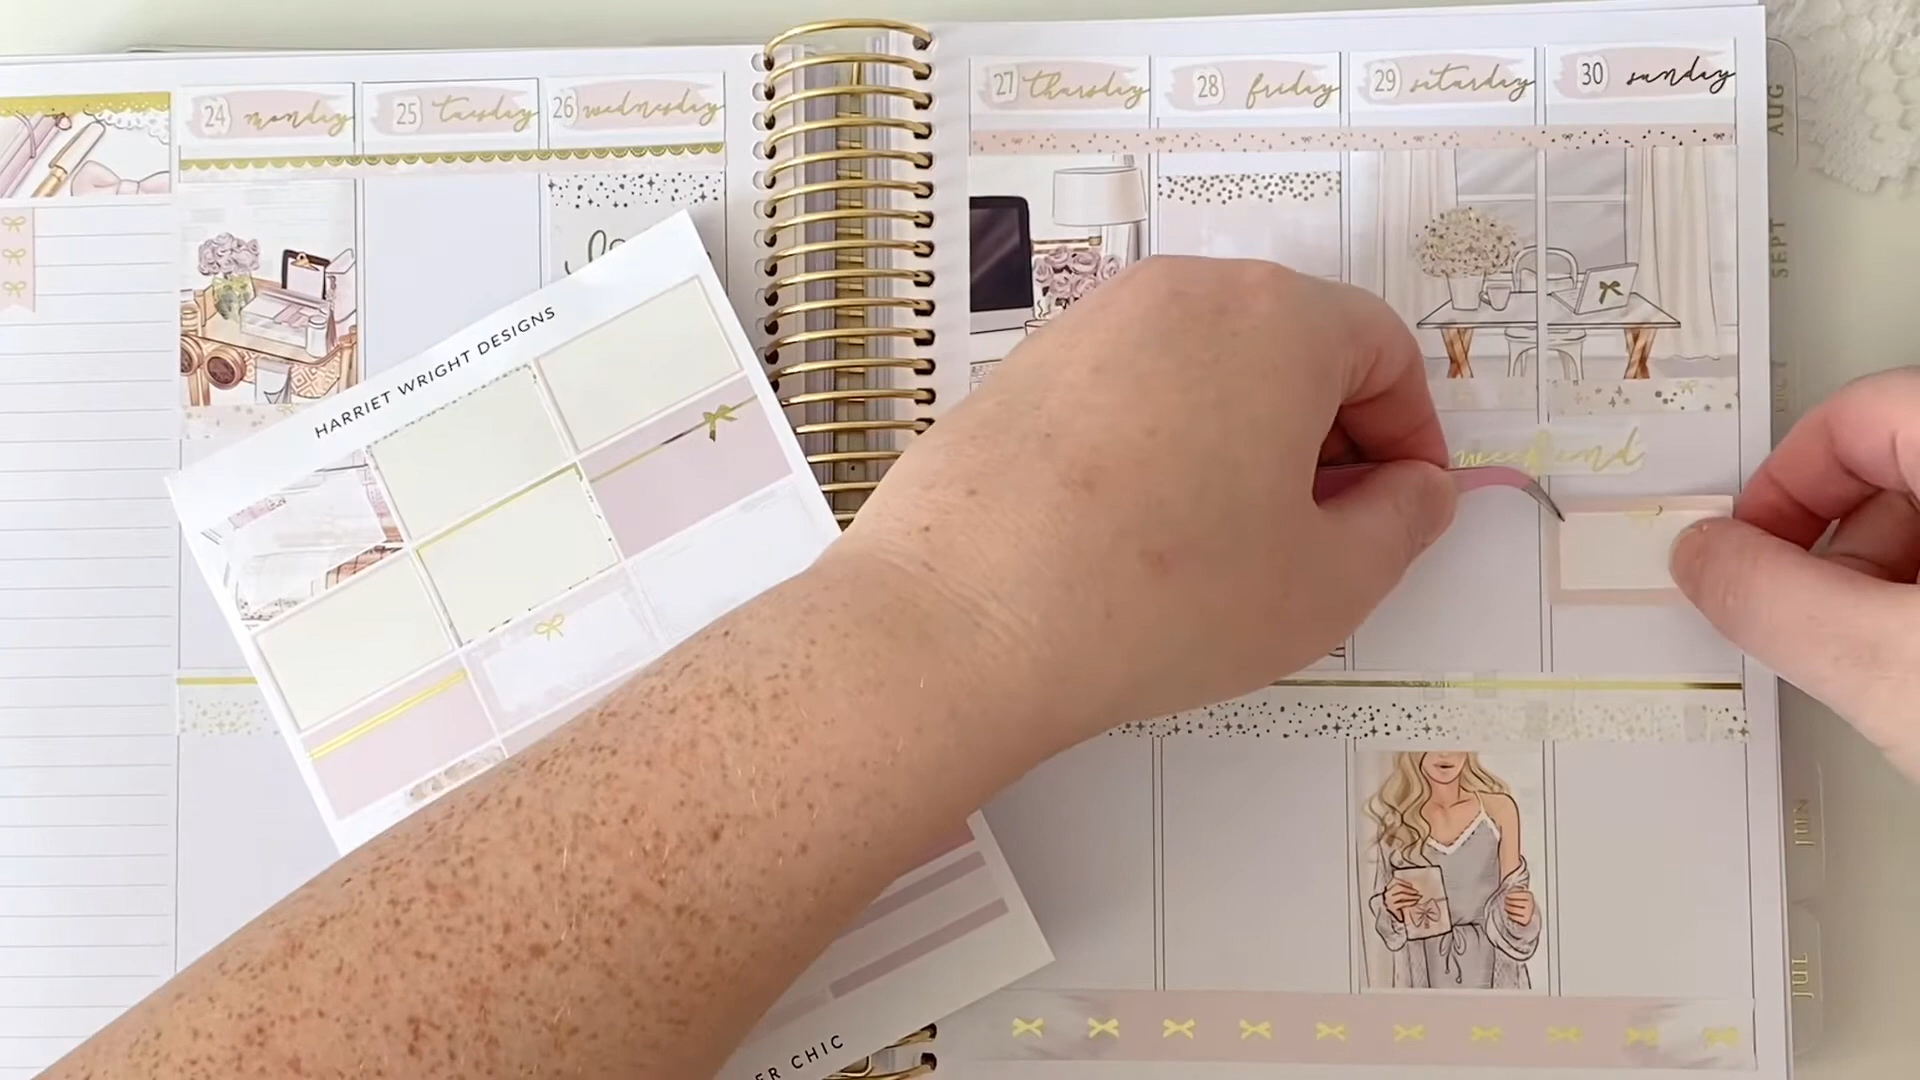 24 monday
25 tuesday
26 wednesday
27 thursday
28 friday
29 saturday
30 sunday
AUG
SEPT
HARRIET WRIGHT DESIGNS
weekend
JUN
JUL
ER CHIC